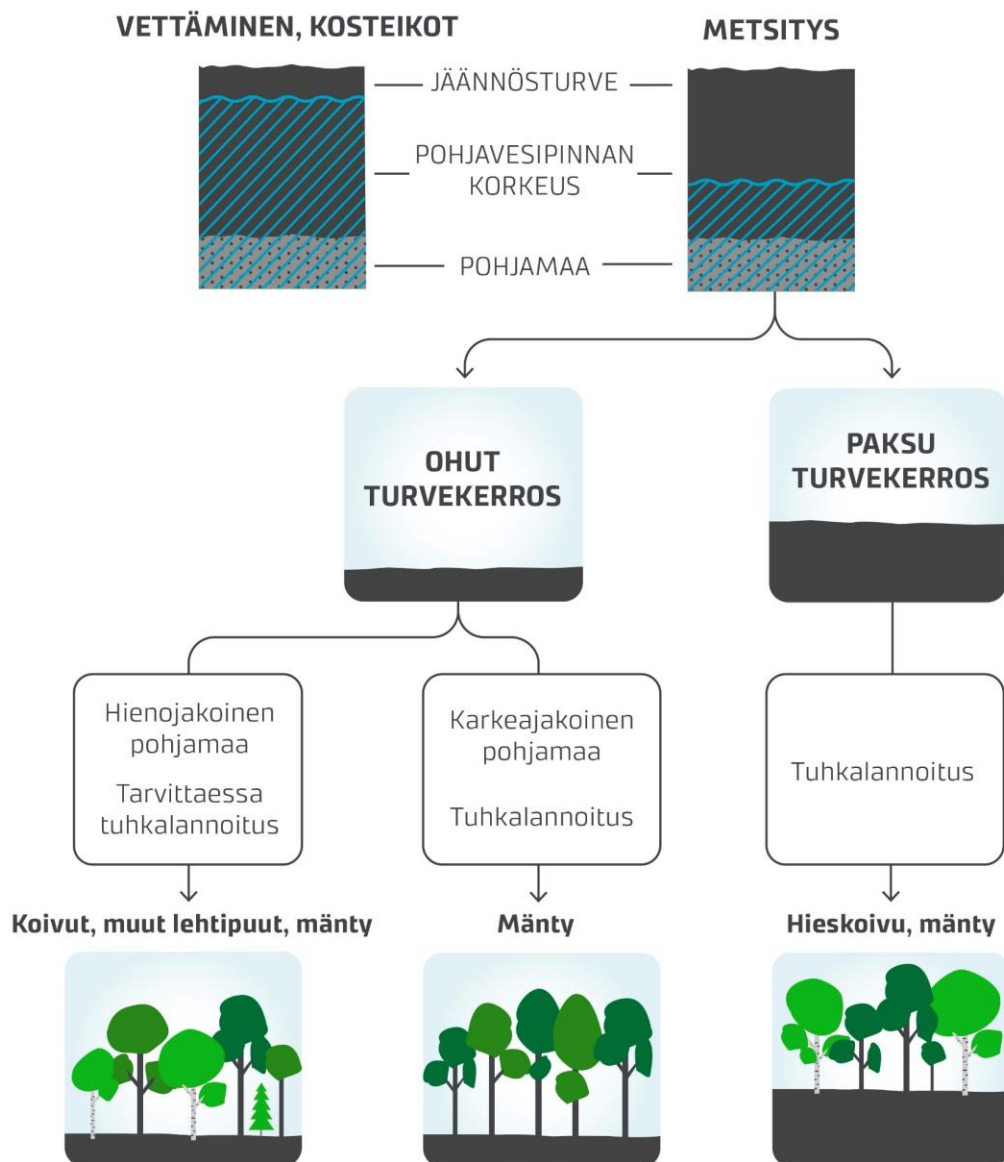 VETTÄMINEN, KOSTEIKOT
METSITYS
JÄÄNNÖSTURVE
POHJAVESIPINNAN
KORKEUS
POHJAMAA
OHUT
TURVEKERROS
PAKSU
TURVEKERROS
Hienojakoinen
pohjamaa
Tarvittaessa
tuhkalannoitus
Karkeajakoinen
pohjamaa
Tuhkalannoitus
Tuhkalannoitus
Koivut, muut lehtipuut, mänty
Mänty
Hieskoivu, mänty